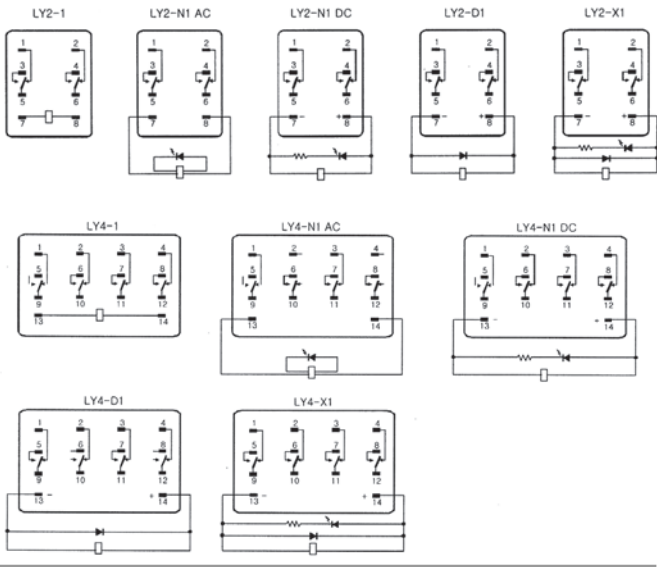 LY2-1 LY2-N1 AC LY2-N1 DC LY2-D1 LY2-X1
1 2 1 2 1 2 1 2 1 2
3 4 3 4 3 4 3 4 3 4
5 6 5 6 5 6 5 6 5 6
7 8 7 8 7 - + 8 7 - + 8 7 - + 8
LY4-1 LY4-N1 AC LY4-N1 DC
1 2 3 4 1 2 3 4 1 2 3 4
5 6 7 8 5 6 7 8 5 6 7 8
9 10 11 12 9 10 11 12 9 10 11 12
13 14 13 14 13 - + 14
LY4-D1 LY4-X1
1 2 3 4 1 2 3 4
5 6 7 8 5 6 7 8
9 10 11 12 9 10 11 12
13 - + 14 13 - + 14